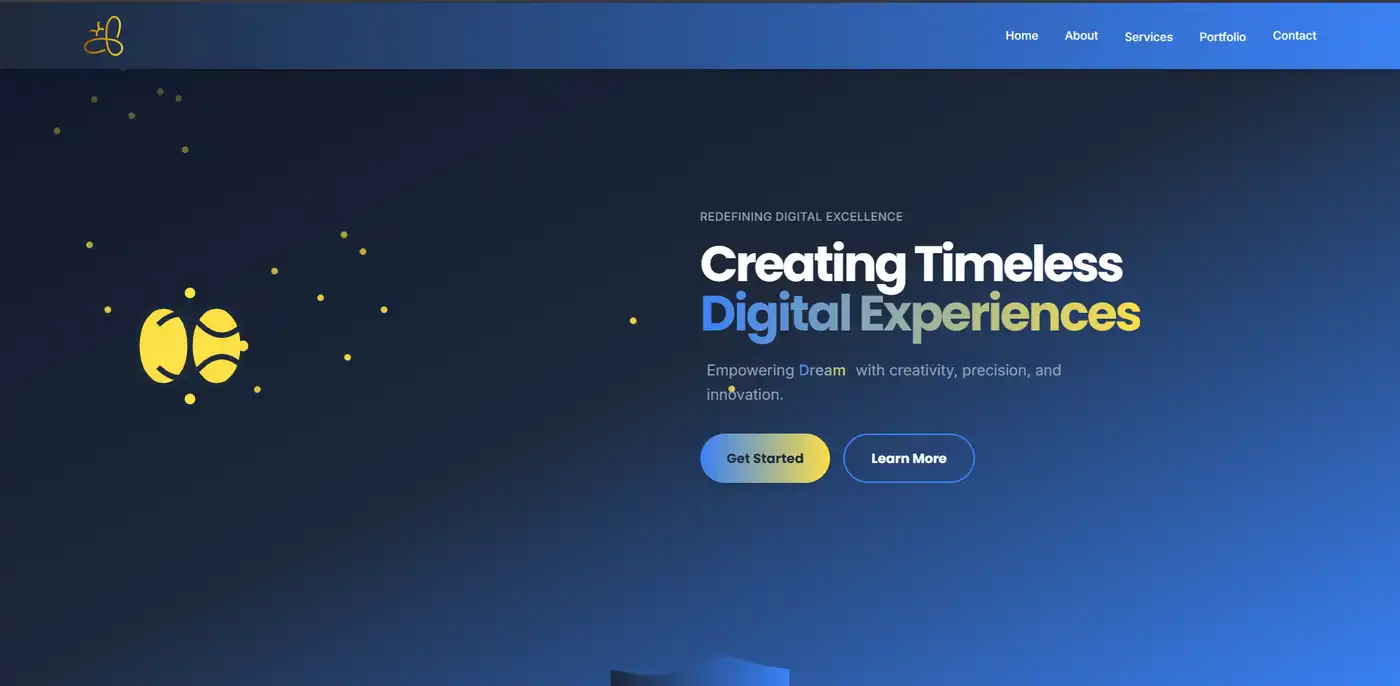 Home About Services Portfolio Contact
REDEFINING DIGITAL EXCELLENCE
Creating Timeless
Digital Experiences
Empowering Dream with creativity, precision, and
innovation.
Get Started Learn More